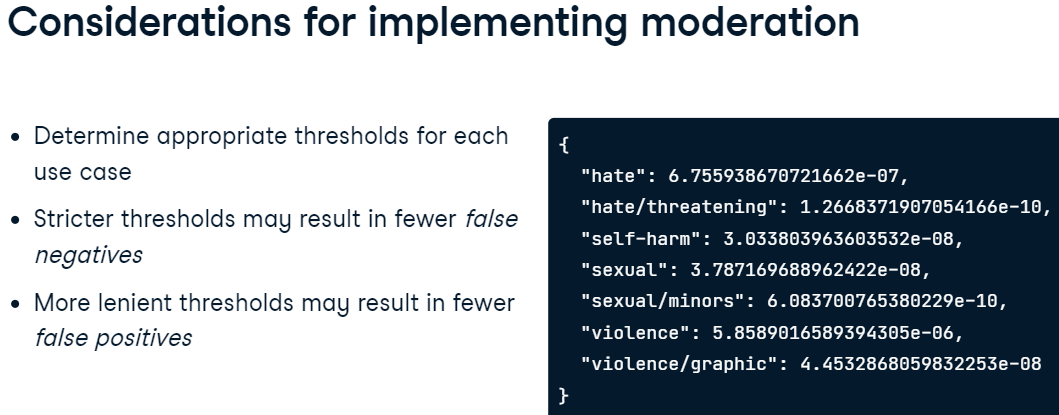 Considerations for implementing moderation
• Determine appropriate thresholds for each
use case
• Stricter thresholds may result in fewer false
negatives
• More lenient thresholds may result in fewer
false positives
{
"hate": 6.755938670721662e-07,
"hate/threatening": 1.2668371907054166e-10,
"self-harm": 3.033803963603532e-08,
"sexual": 3.787169688962422e-08,
"sexual/minors": 6.083700765380229e-10,
"violence": 5.8589016589394305e-06,
"violence/graphic": 4.4532868059832253e-08
}